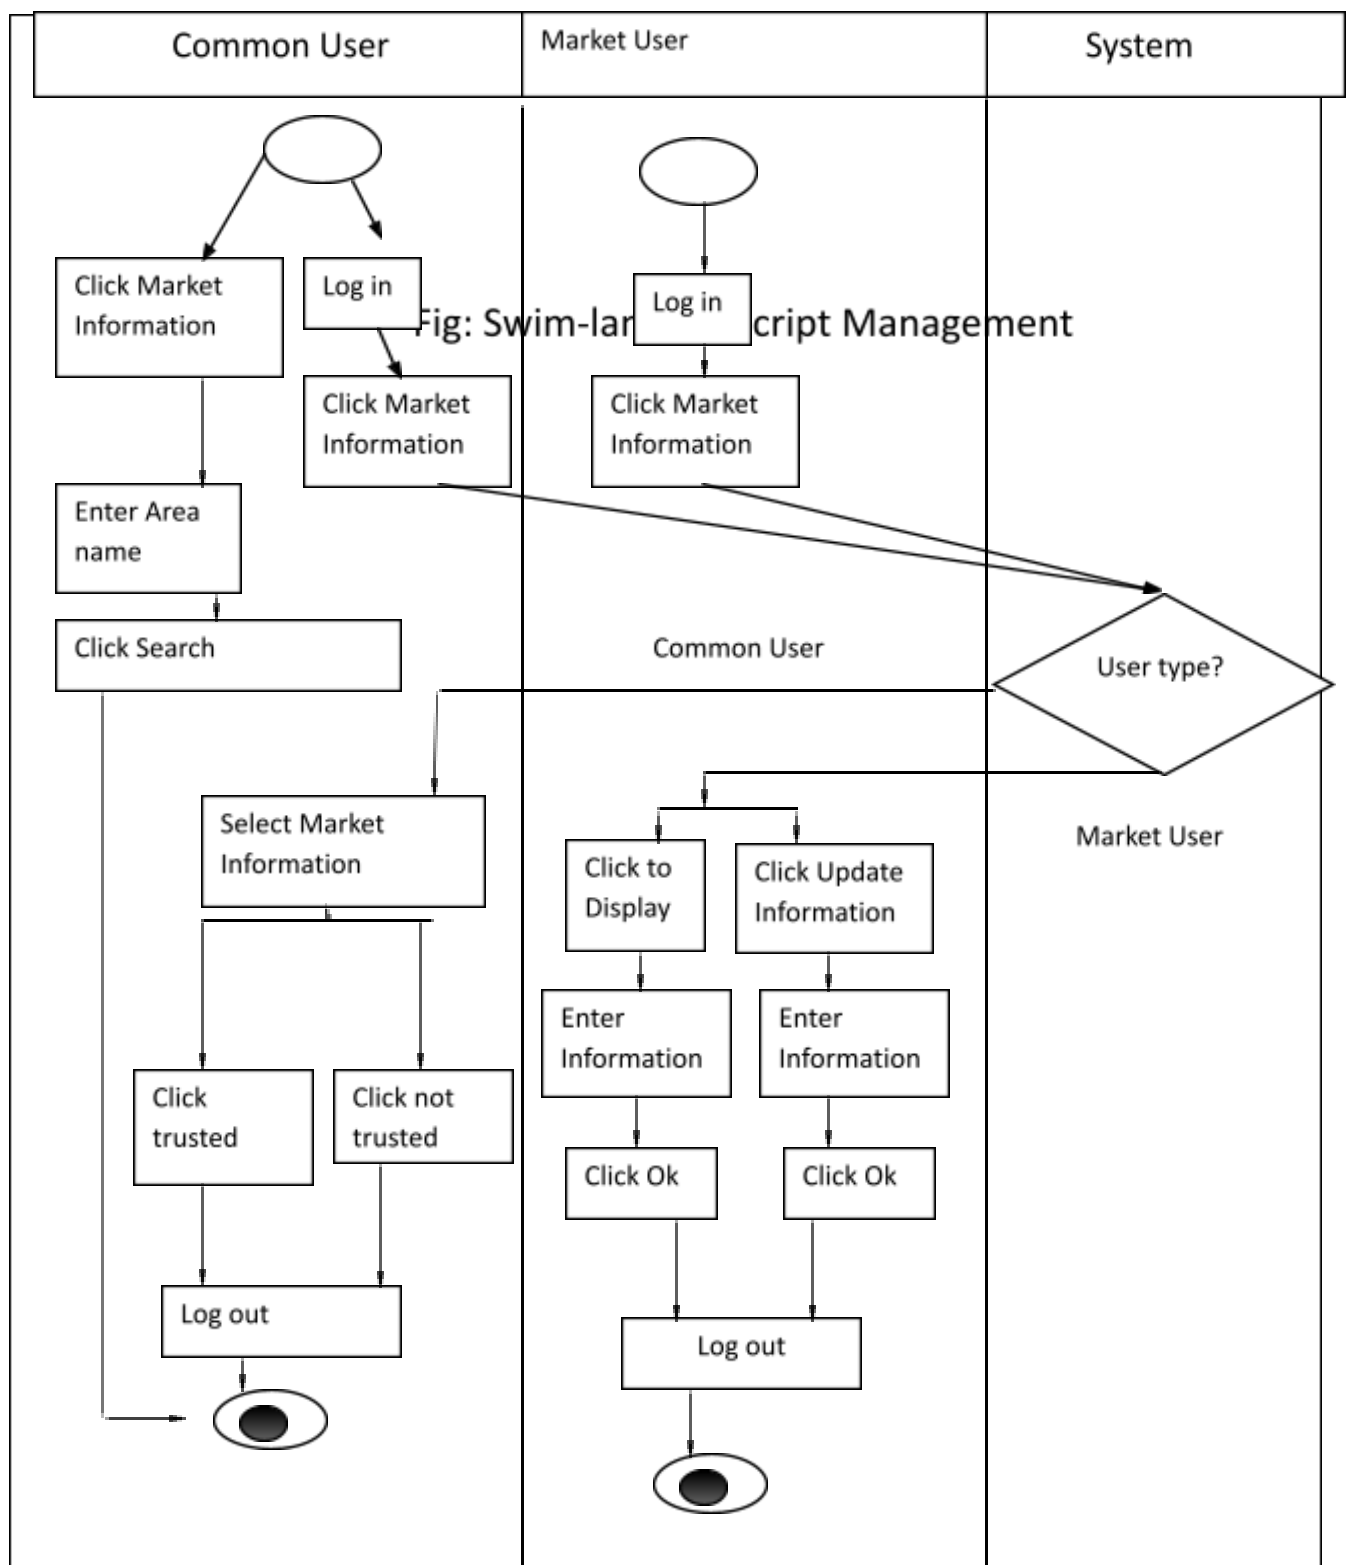 Common User
Market User
System
Click Market
Information
Log in
Log in
Fig: Swim-lan cript Management
Click Market
Information
Click Market
Information
Enter Area
name
Click Search
Common User
User type?
Select Market
Information
Market User
Click to
Display
Click Update
Information
Enter
Information
Enter
Information
Click
trusted
Click not
trusted
Click Ok
Click Ok
Log out
Log out